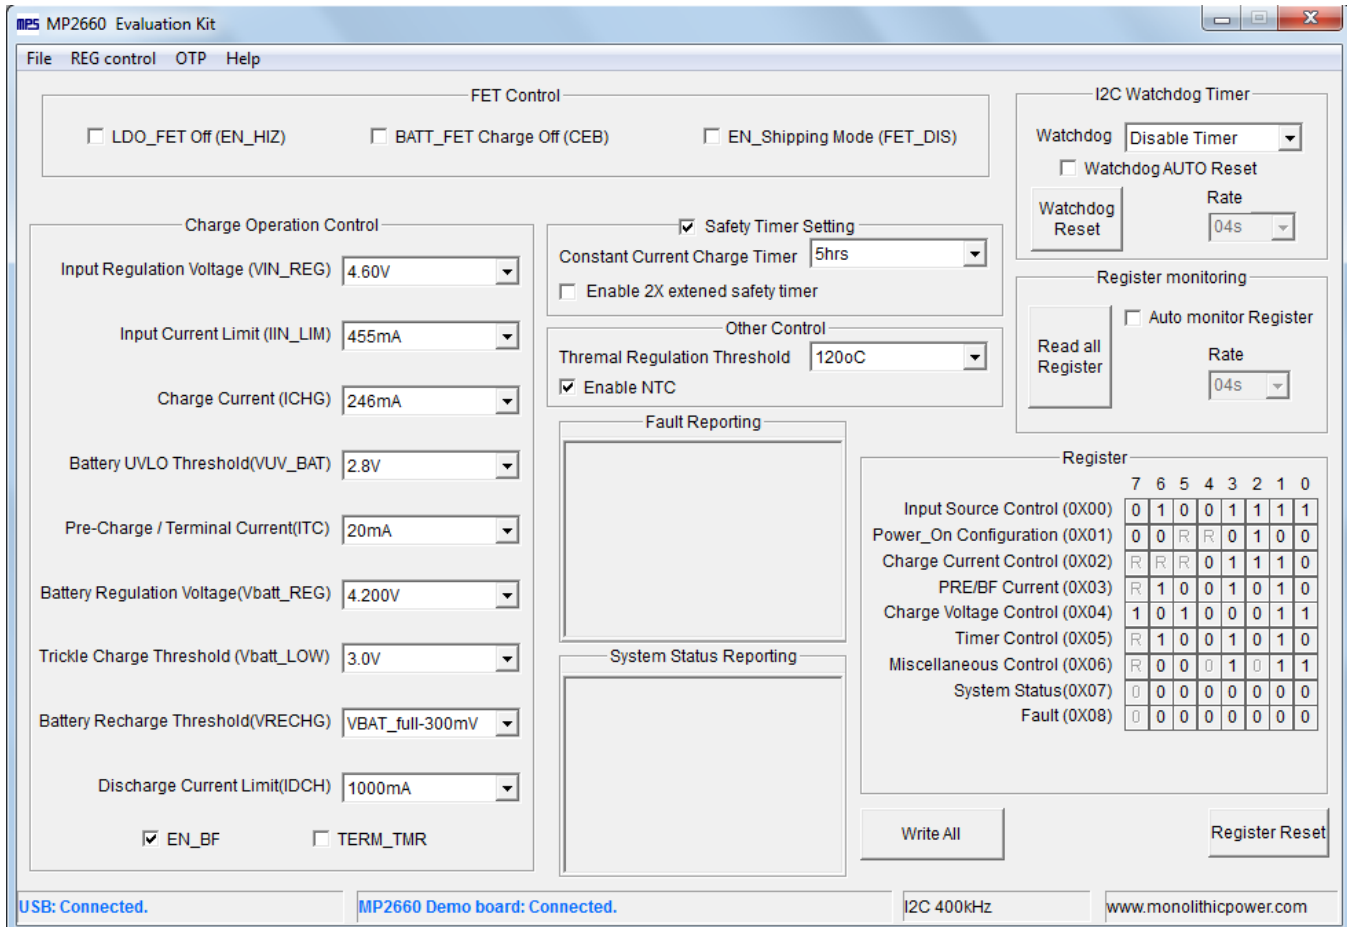 mps MP2660 Evaluation Kit
File REG control OTP Help
FET Control
LDO_FET Off (EN_HIZ) BATT_FET Charge Off (CEB) EN_Shipping Mode (FET_DIS)
I2C Watchdog Timer
Watchdog Disable Timer
Watchdog AUTO Reset
Watchdog
Reset
Rate
04s
Charge Operation Control
Input Regulation Voltage (VIN_REG) 4.60V
Input Current Limit (IIN_LIM) 455mA
Charge Current (ICHG) 246mA
Battery UVLO Threshold(VUV_BAT) 2.8V
Pre-Charge / Terminal Current(ITC) 20mA
Battery Regulation Voltage(Vbatt_REG) 4.200V
Trickle Charge Threshold (Vbatt_LOW) 3.0V
Battery Recharge Threshold(VRECHG) VBAT_full-300mV
Discharge Current Limit(IDCH) 1000mA
EN_BF TERM_TMR
Safety Timer Setting
Constant Current Charge Timer 5hrs
Enable 2X extened safety timer
Other Control
Thremal Regulation Threshold 120oC
Enable NTC
Fault Reporting
System Status Reporting
Register monitoring
Read all
Register
Auto monitor Register
Rate
04s
Register
7 6 5 4 3 2 1 0
Input Source Control (0X00) 0 1 0 0 1 1 1 1
Power_On Configuration (0X01) 0 0 R R 0 1 0 0
Charge Current Control (0X02) R R R 0 1 1 1 0
PRE/BF Current (0X03) R 1 0 0 1 0 1 0
Charge Voltage Control (0X04) 1 0 1 0 0 0 1 1
Timer Control (0X05) R 1 0 0 1 0 1 0
Miscellaneous Control (0X06) R 0 0 0 1 0 1 1
System Status(0X07) 0 0 0 0 0 0 0 0
Fault (0X08) 0 0 0 0 0 0 0 0
Write All Register Reset
USB: Connected. MP2660 Demo board: Connected. I2C 400kHz www.monolithicpower.com